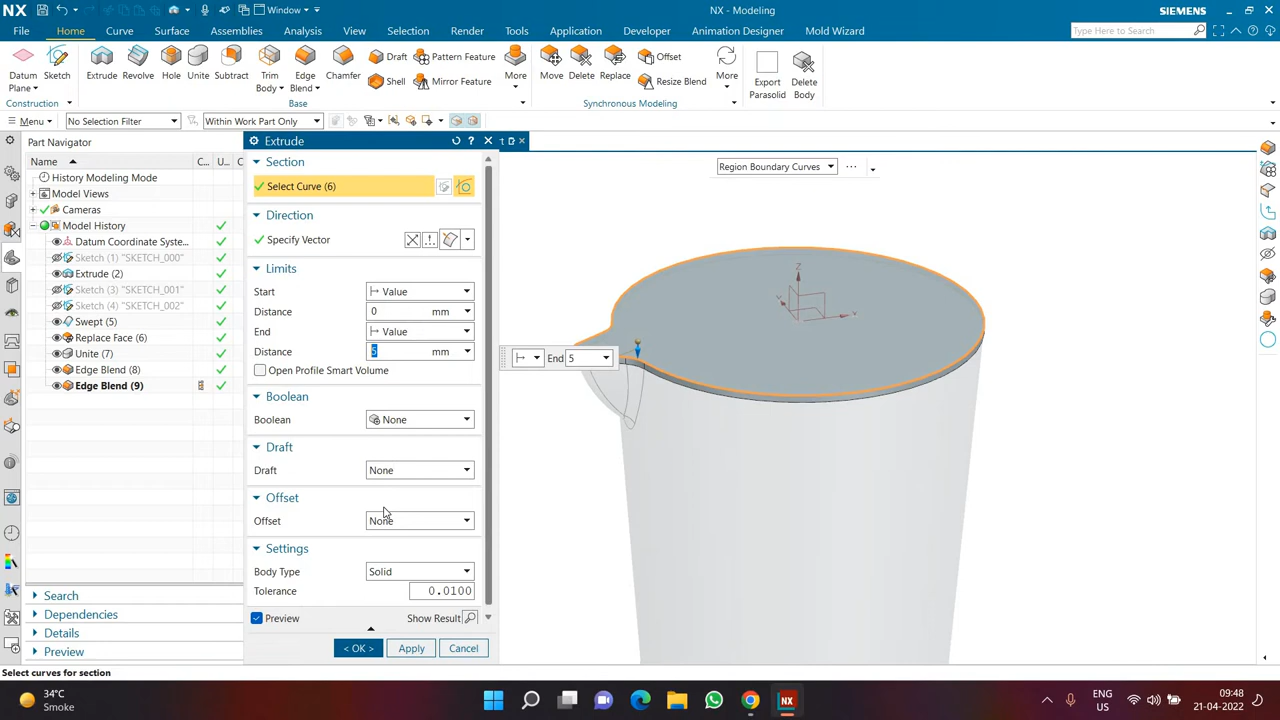 NX
Window
NX - Modeling
SIEMENS
File
Home
Curve
Surface
Assemblies
Analysis
View
Selection
Render
Tools
Application
Developer
Animation Designer
Mold Wizard
Type Here to Search
Datum
Plane
Sketch
Extrude
Revolve
Hole
Unite
Subtract
Trim
Body
Edge
Blend
Chamfer
Draft
Shell
Pattern Feature
Mirror Feature
More
Move
Delete
Replace
Offset
Resize Blend
More
Export
Parasolid
Delete
Body
Construction
Base
Synchronous Modeling
Menu
No Selection Filter
Within Work Part Only
Part Navigator
Name
C...
U...
C
History Modeling Mode
Model Views
Cameras
Model History
Datum Coordinate Syste...
Sketch (1) "SKETCH_000"
Extrude (2)
Sketch (3) "SKETCH_001"
Sketch (4) "SKETCH_002"
Swept (5)
Replace Face (6)
Unite (7)
Edge Blend (8)
Edge Blend (9)
Search
Dependencies
Details
Preview
Extrude
Section
Select Curve (6)
Direction
Specify Vector
Limits
Start
Value
Distance
0 mm
End
Value
Distance
5 mm
Open Profile Smart Volume
Boolean
Boolean
None
Draft
Draft
None
Offset
Offset
None
Settings
Body Type
Solid
Tolerance
0.0100
Preview
Show Result
< OK >
Apply
Cancel
Region Boundary Curves
End 5
Z
Y
Select curves for section
34°C
Smoke
ENG
US
09:48
21-04-2022